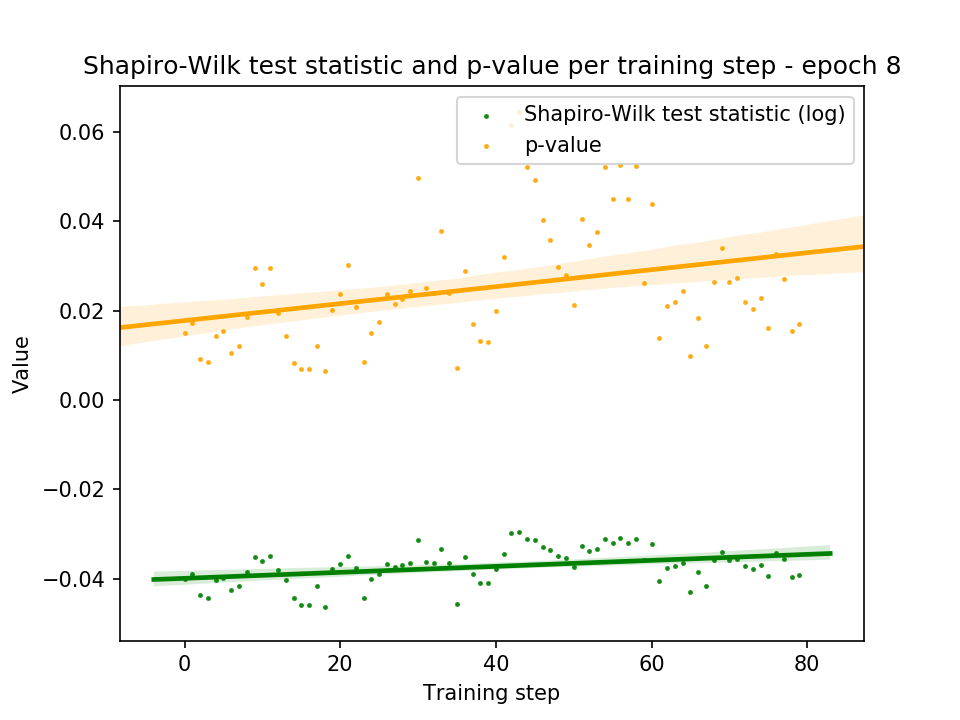 Shapiro-Wilk test statistic and p-value per training step - epoch 8
Shapiro-Wilk test statistic (log)
p-value
0.06
0.04
0.02
0.00
−0.02
−0.04
Value
0
20
40
60
80
Training step